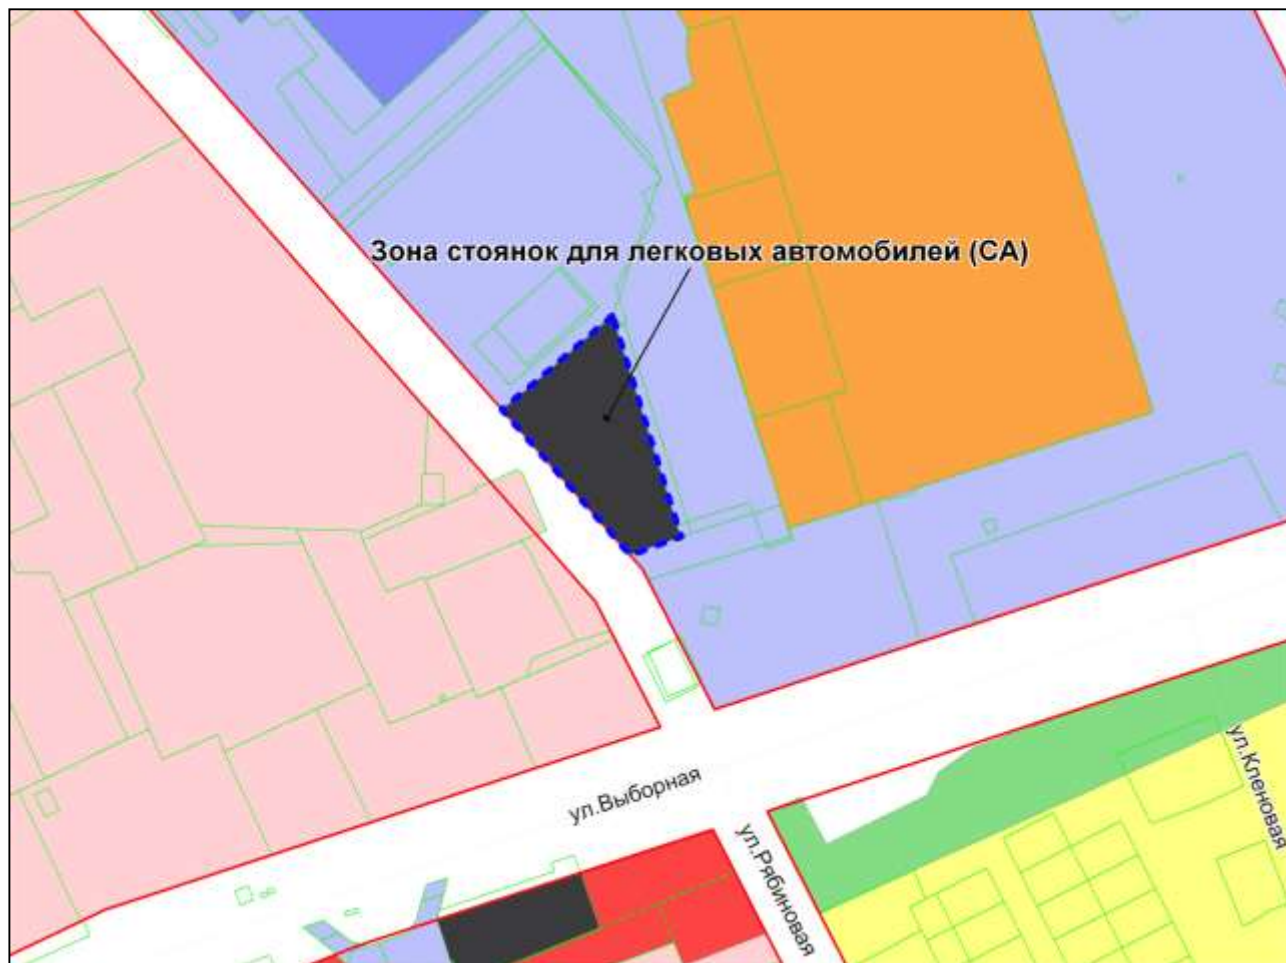 Зона стоянок для легковых автомобилей (СА)
ул.Выборная
ул.Кленовая
ул.Рябиновая